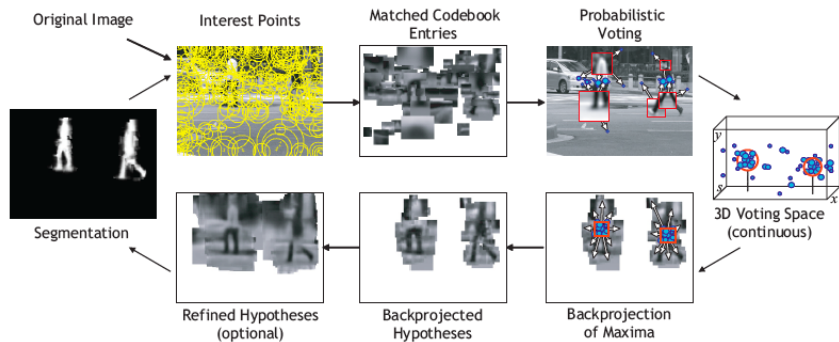 Original Image
Interest Points
Matched Codebook
Entries
Probabilistic
Voting
y
s
x
3D Voting Space
(continuous)
Segmentation
Refined Hypotheses
(optional)
Backprojected
Hypotheses
Backprojection
of Maxima